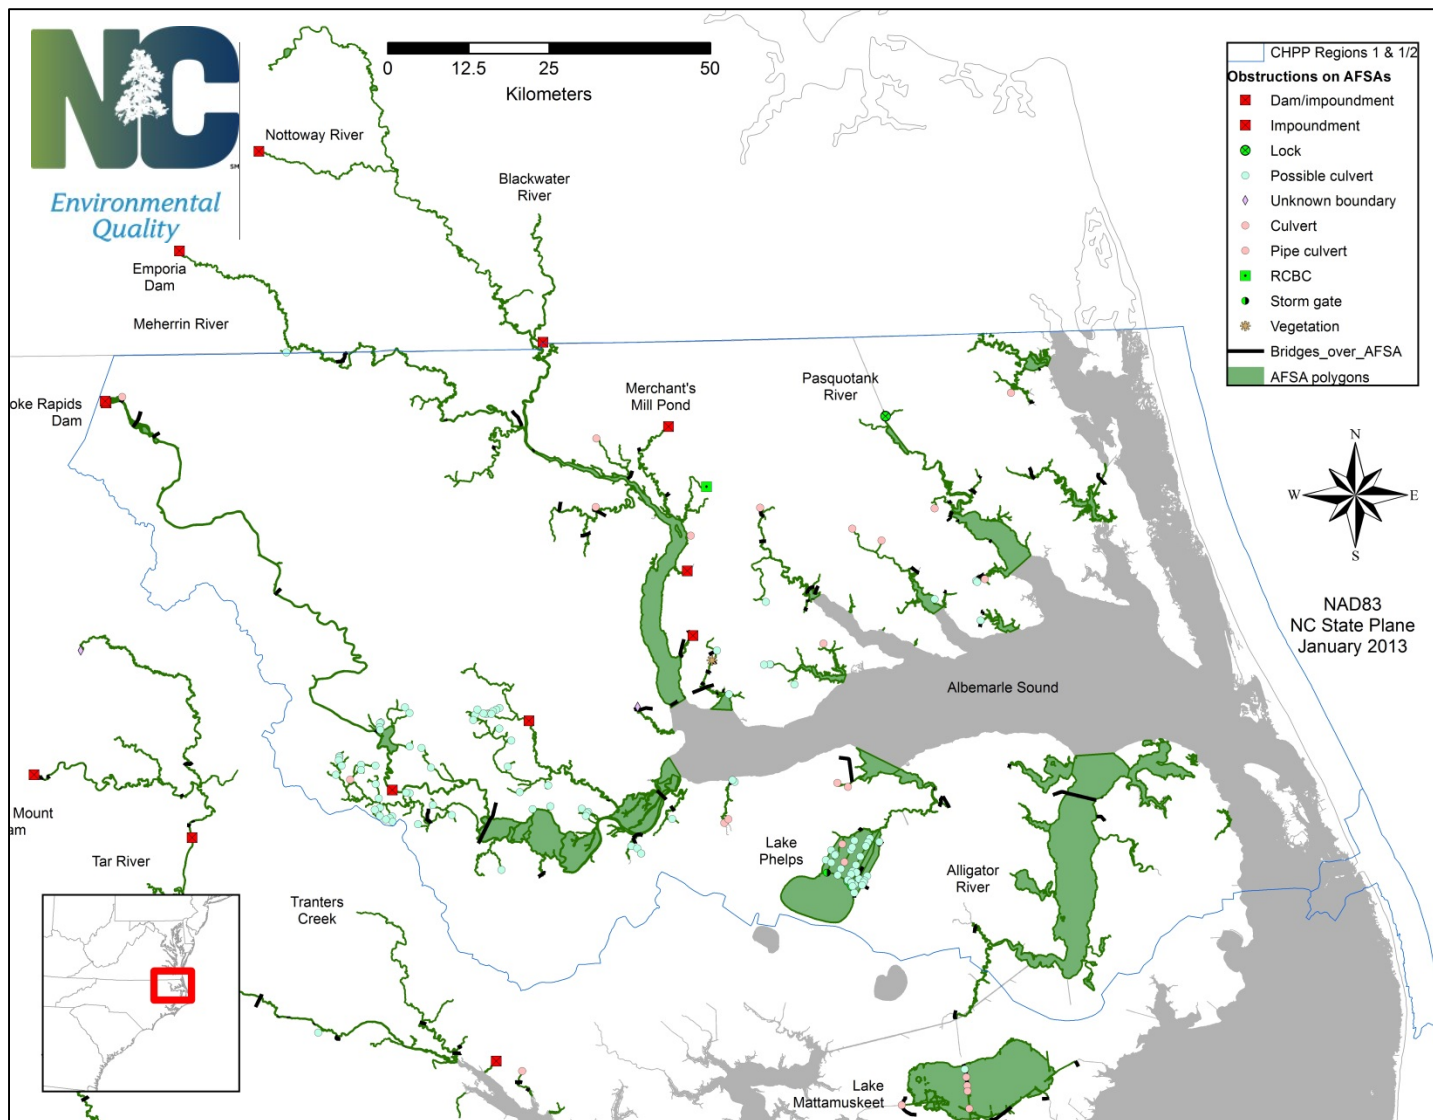 NC
SM
Environmental
Quality
0 12.5 25 50
Kilometers
CHPP Regions 1 & 1/2
Obstructions on AFSAs
Dam/impoundment
Impoundment
Lock
Possible culvert
Unknown boundary
Culvert
Pipe culvert
RCBC
Storm gate
Vegetation
Bridges_over_AFSA
AFSA polygons
Nottoway River
Blackwater
River
Emporia
Dam
Meherrin River
oke Rapids
Dam
Merchant's
Mill Pond
Pasquotank
River
N
W E
S
NAD83
NC State Plane
January 2013
Albemarle Sound
Mount
am
Tar River
Lake
Phelps
Alligator
River
Tranters
Creek
Lake
Mattamuskeet